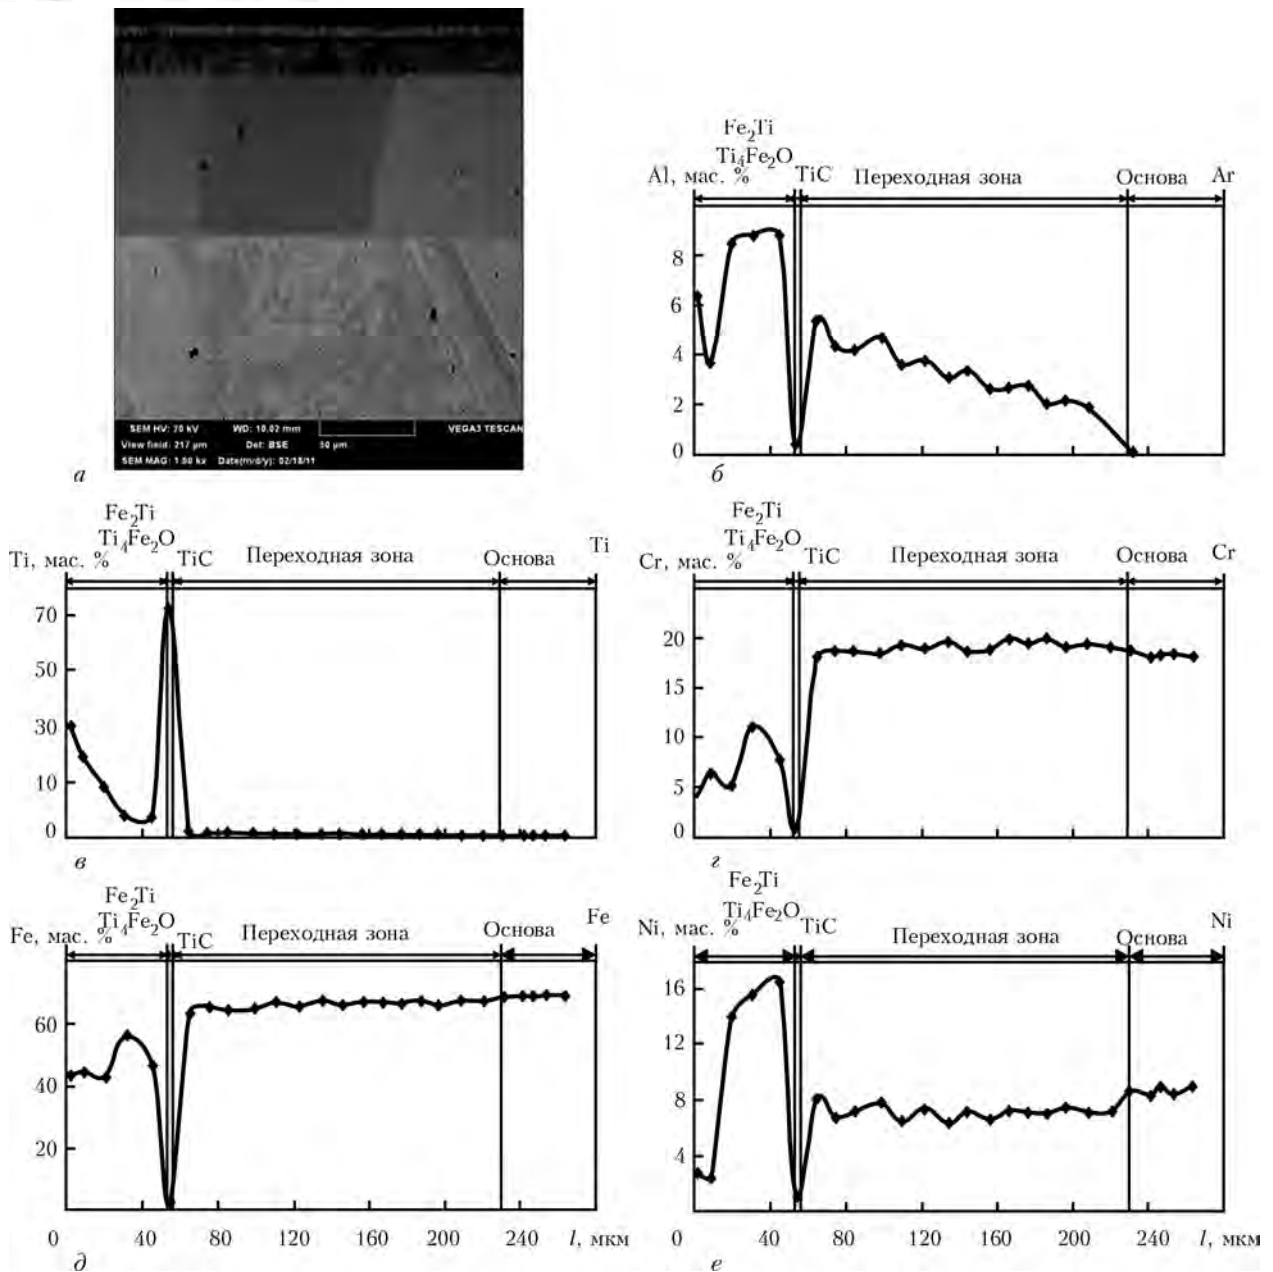 SEM HV: 20 kV WD: 10.02 mm VEGA3 TESCAN
View field: 217 µm Det: BSE 50 µm
SEM MAG: 1.00 kx Date(m/d/y): 02/18/11
а
Fe2Ti
Ti4Fe2O
Al, мас. % TiC Переходная зона Основа Ar
8
6
4
2
0
б
Fe2Ti
Ti4Fe2O
Ti, мас. % TiC Переходная зона Основа Ti
70
50
30
10
0
в
Fe2Ti
Ti4Fe2O
Cr, мас. % TiC Переходная зона Основа Cr
20
15
10
5
0
г
Fe2Ti
Ti4Fe2O
Fe, мас. % TiC Переходная зона Основа Fe
60
40
20
0 40 80 120 160 200 240 l, мкм
д
Fe2Ti
Ti4Fe2O
Ni, мас. % TiC Переходная зона Основа Ni
16
12
8
4
0 40 80 120 160 200 240 l, мкм
е